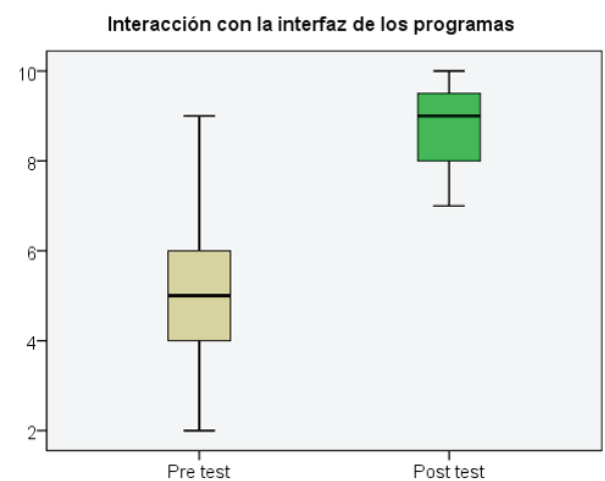 Interacción con la interfaz de los programas
10
8
6
4
2
Pre test
Post test